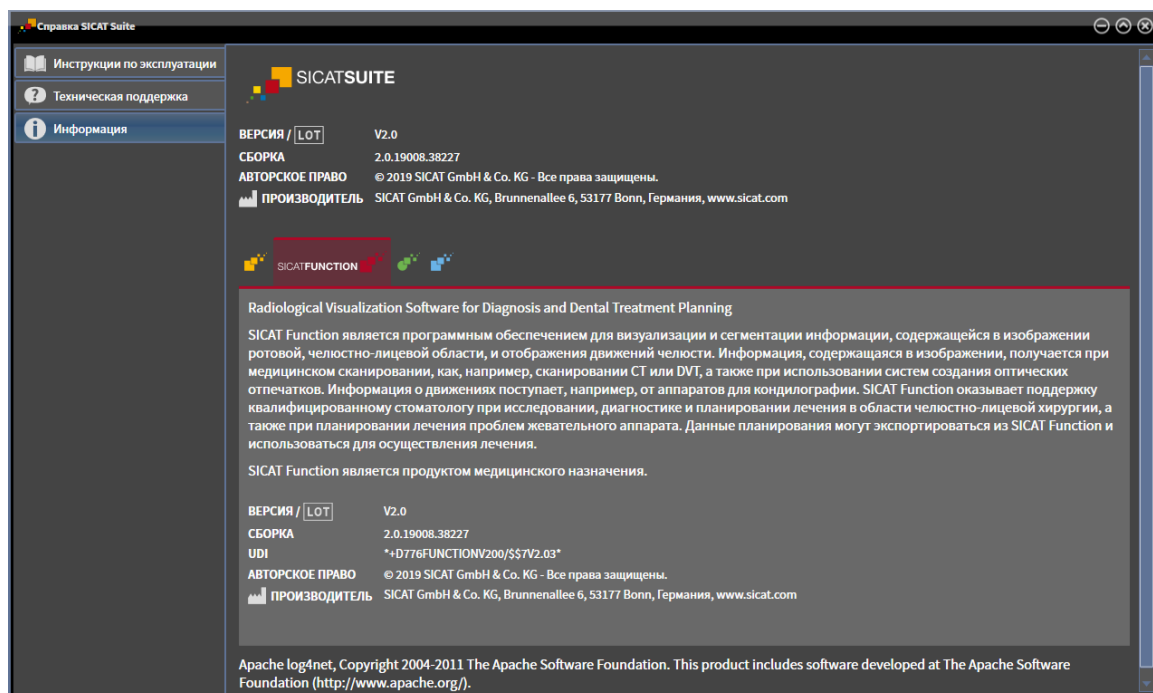 Справка SICAT Suite
Инструкции по эксплуатации
Техническая поддержка
Информация
SICATSUITE
ВЕРСИЯ / LOT V2.0
СБОРКА 2.0.19008.38227
АВТОРСКОЕ ПРАВО © 2019 SICAT GmbH & Co. KG - Все права защищены.
ПРОИЗВОДИТЕЛЬ SICAT GmbH & Co. KG, Brunnenallee 6, 53177 Bonn, Германия, www.sicat.com
SICATFUNCTION
Radiological Visualization Software for Diagnosis and Dental Treatment Planning
SICAT Function является программным обеспечением для визуализации и сегментации информации, содержащейся в изображении
ротовой, челюстно-лицевой области, и отображения движений челюсти. Информация, содержащаяся в изображении, получается при
медицинском сканировании, как, например, сканировании CT или DVT, а также при использовании систем создания оптических
отпечатков. Информация о движениях поступает, например, от аппаратов для кондилографии. SICAT Function оказывает поддержку
квалифицированному стоматологу при исследовании, диагностике и планировании лечения в области челюстно-лицевой хирургии, а
также при планировании лечения проблем жевательного аппарата. Данные планирования могут экспортироваться из SICAT Function и
использоваться для осуществления лечения.
SICAT Function является продуктом медицинского назначения.
ВЕРСИЯ / LOT V2.0
СБОРКА 2.0.19008.38227
UDI *+D776FUNCTIONV200/$$7V2.03*
АВТОРСКОЕ ПРАВО © 2019 SICAT GmbH & Co. KG - Все права защищены.
ПРОИЗВОДИТЕЛЬ SICAT GmbH & Co. KG, Brunnenallee 6, 53177 Bonn, Германия, www.sicat.com
Apache log4net, Copyright 2004-2011 The Apache Software Foundation. This product includes software developed at The Apache Software
Foundation (http://www.apache.org/).